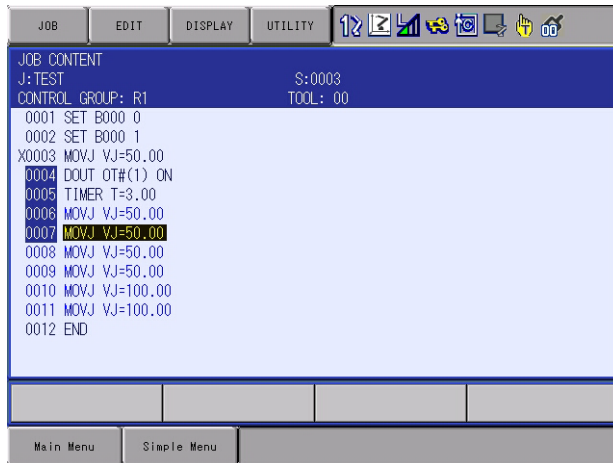 JOB EDIT DISPLAY UTILITY
JOB CONTENT
J:TEST S:0003
CONTROL GROUP: R1 TOOL: 00
0001 SET B000 0
0002 SET B000 1
X0003 MOVJ VJ=50.00
0004 DOUT OT#(1) ON
0005 TIMER T=3.00
0006 MOVJ VJ=50.00
0007 MOVJ VJ=50.00
0008 MOVJ VJ=50.00
0009 MOVJ VJ=50.00
0010 MOVJ VJ=100.00
0011 MOVJ VJ=100.00
0012 END
Main Menu Simple Menu